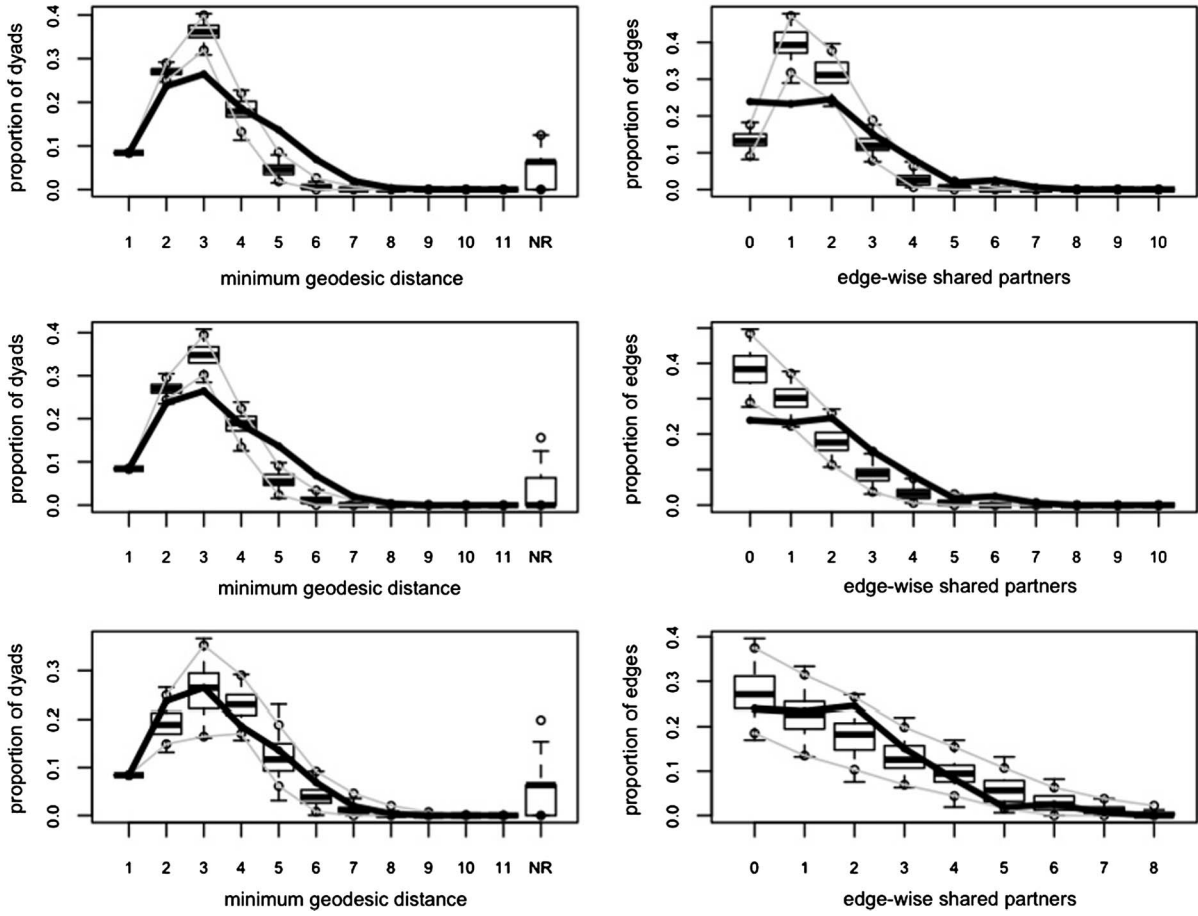 proportion of dyads
0.0 0.1 0.2 0.3 0.4
1 2 3 4 5 6 7 8 9 10 11 NR
minimum geodesic distance
proportion of edges
0.0 0.1 0.2 0.3 0.4
0 1 2 3 4 5 6 7 8 9 10
edge-wise shared partners
proportion of dyads
0.0 0.1 0.2 0.3 0.4
1 2 3 4 5 6 7 8 9 10 11 NR
minimum geodesic distance
proportion of edges
0.0 0.2 0.4
0 1 2 3 4 5 6 7 8 9 10
edge-wise shared partners
proportion of dyads
0.0 0.1 0.2 0.3
1 2 3 4 5 6 7 8 9 10 11 NR
minimum geodesic distance
proportion of edges
0.0 0.1 0.2 0.3 0.4
0 1 2 3 4 5 6 7 8
edge-wise shared partners